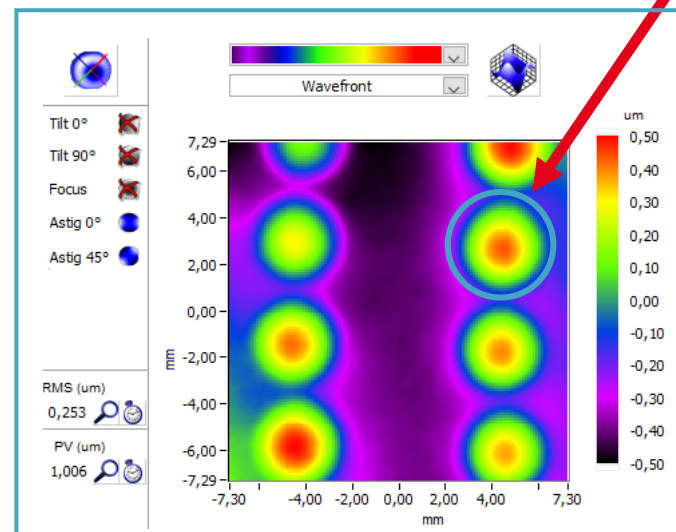 Wavefront
Tilt 0°
Tilt 90°
Focus
Astig 0°
Astig 45°
RMS (um)
0,253
PV (um)
1,006
7,29
6,00
4,00
2,00
0,00
-2,00
-4,00
-6,00
-7,29
mm
-7,30
-4,00
-2,00
0,00
2,00
4,00
7,30
mm
um
0,50
0,40
0,30
0,20
0,10
0,00
-0,10
-0,20
-0,30
-0,40
-0,50